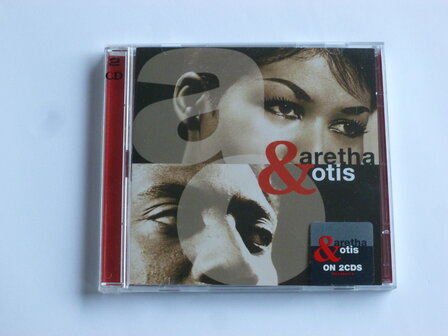 2
CD
a
&
aretha
otis
o
&
aretha
otis
ON 2CDS